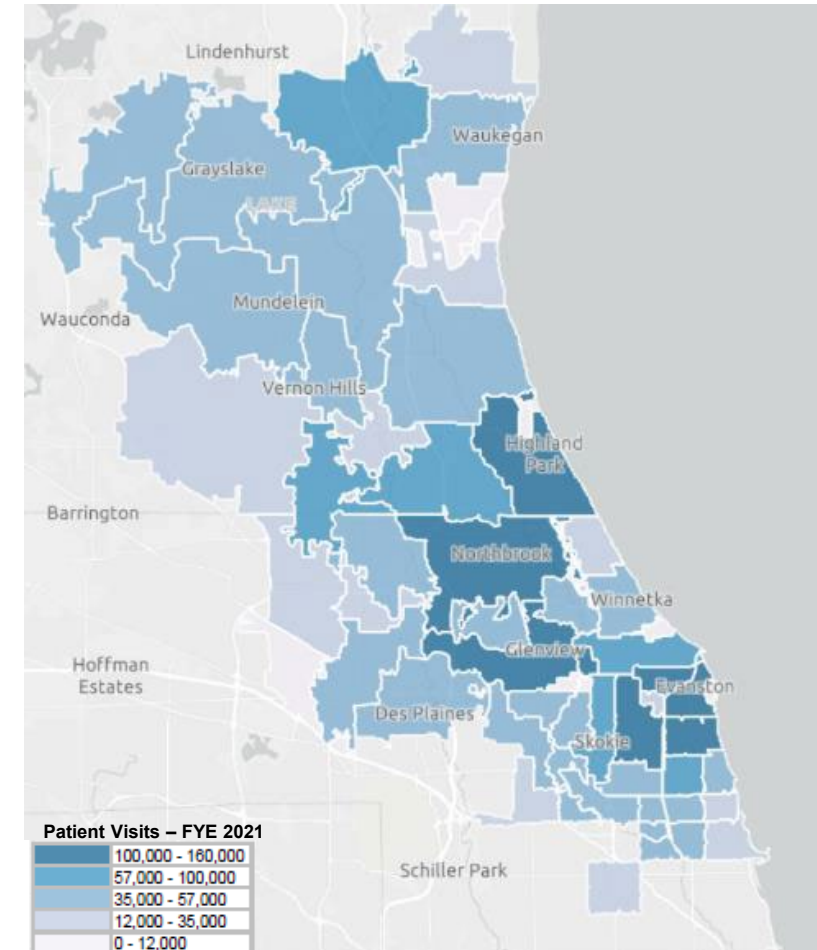 Lindenhurst
Waukegan
Grayslake
LAKE
Mundelein
Wauconda
Vernon Hills
Highland
Park
Barrington
Northbrook
Winnetka
Glenview
Hoffman
Estates
Evanston
Des Plaines
Skokie
Patient Visits – FYE 2021
100,000 - 160,000
57,000 - 100,000
35,000 - 57,000
12,000 - 35,000
0 - 12,000
Schiller Park